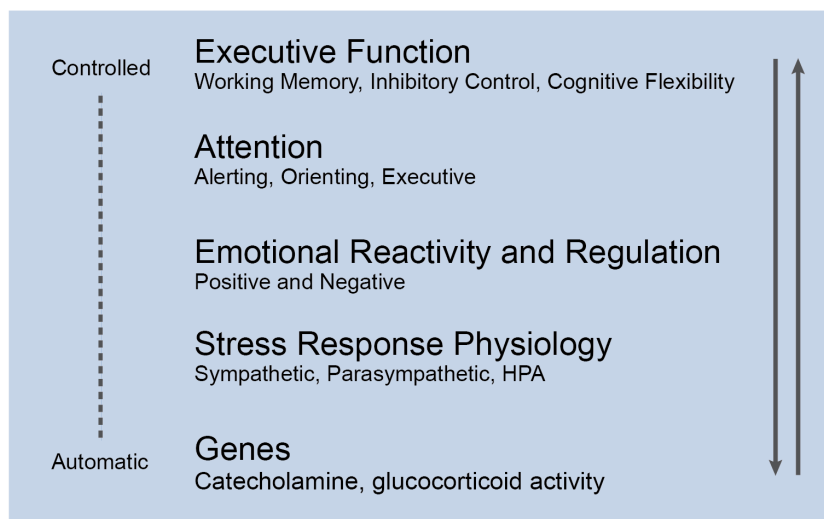 Executive Function
Controlled
Working Memory, Inhibitory Control, Cognitive Flexibility
Attention
Alerting, Orienting, Executive
Emotional Reactivity and Regulation
Positive and Negative
Stress Response Physiology
Sympathetic, Parasympathetic, HPA
Genes
Automatic
Catecholamine, glucocorticoid activity